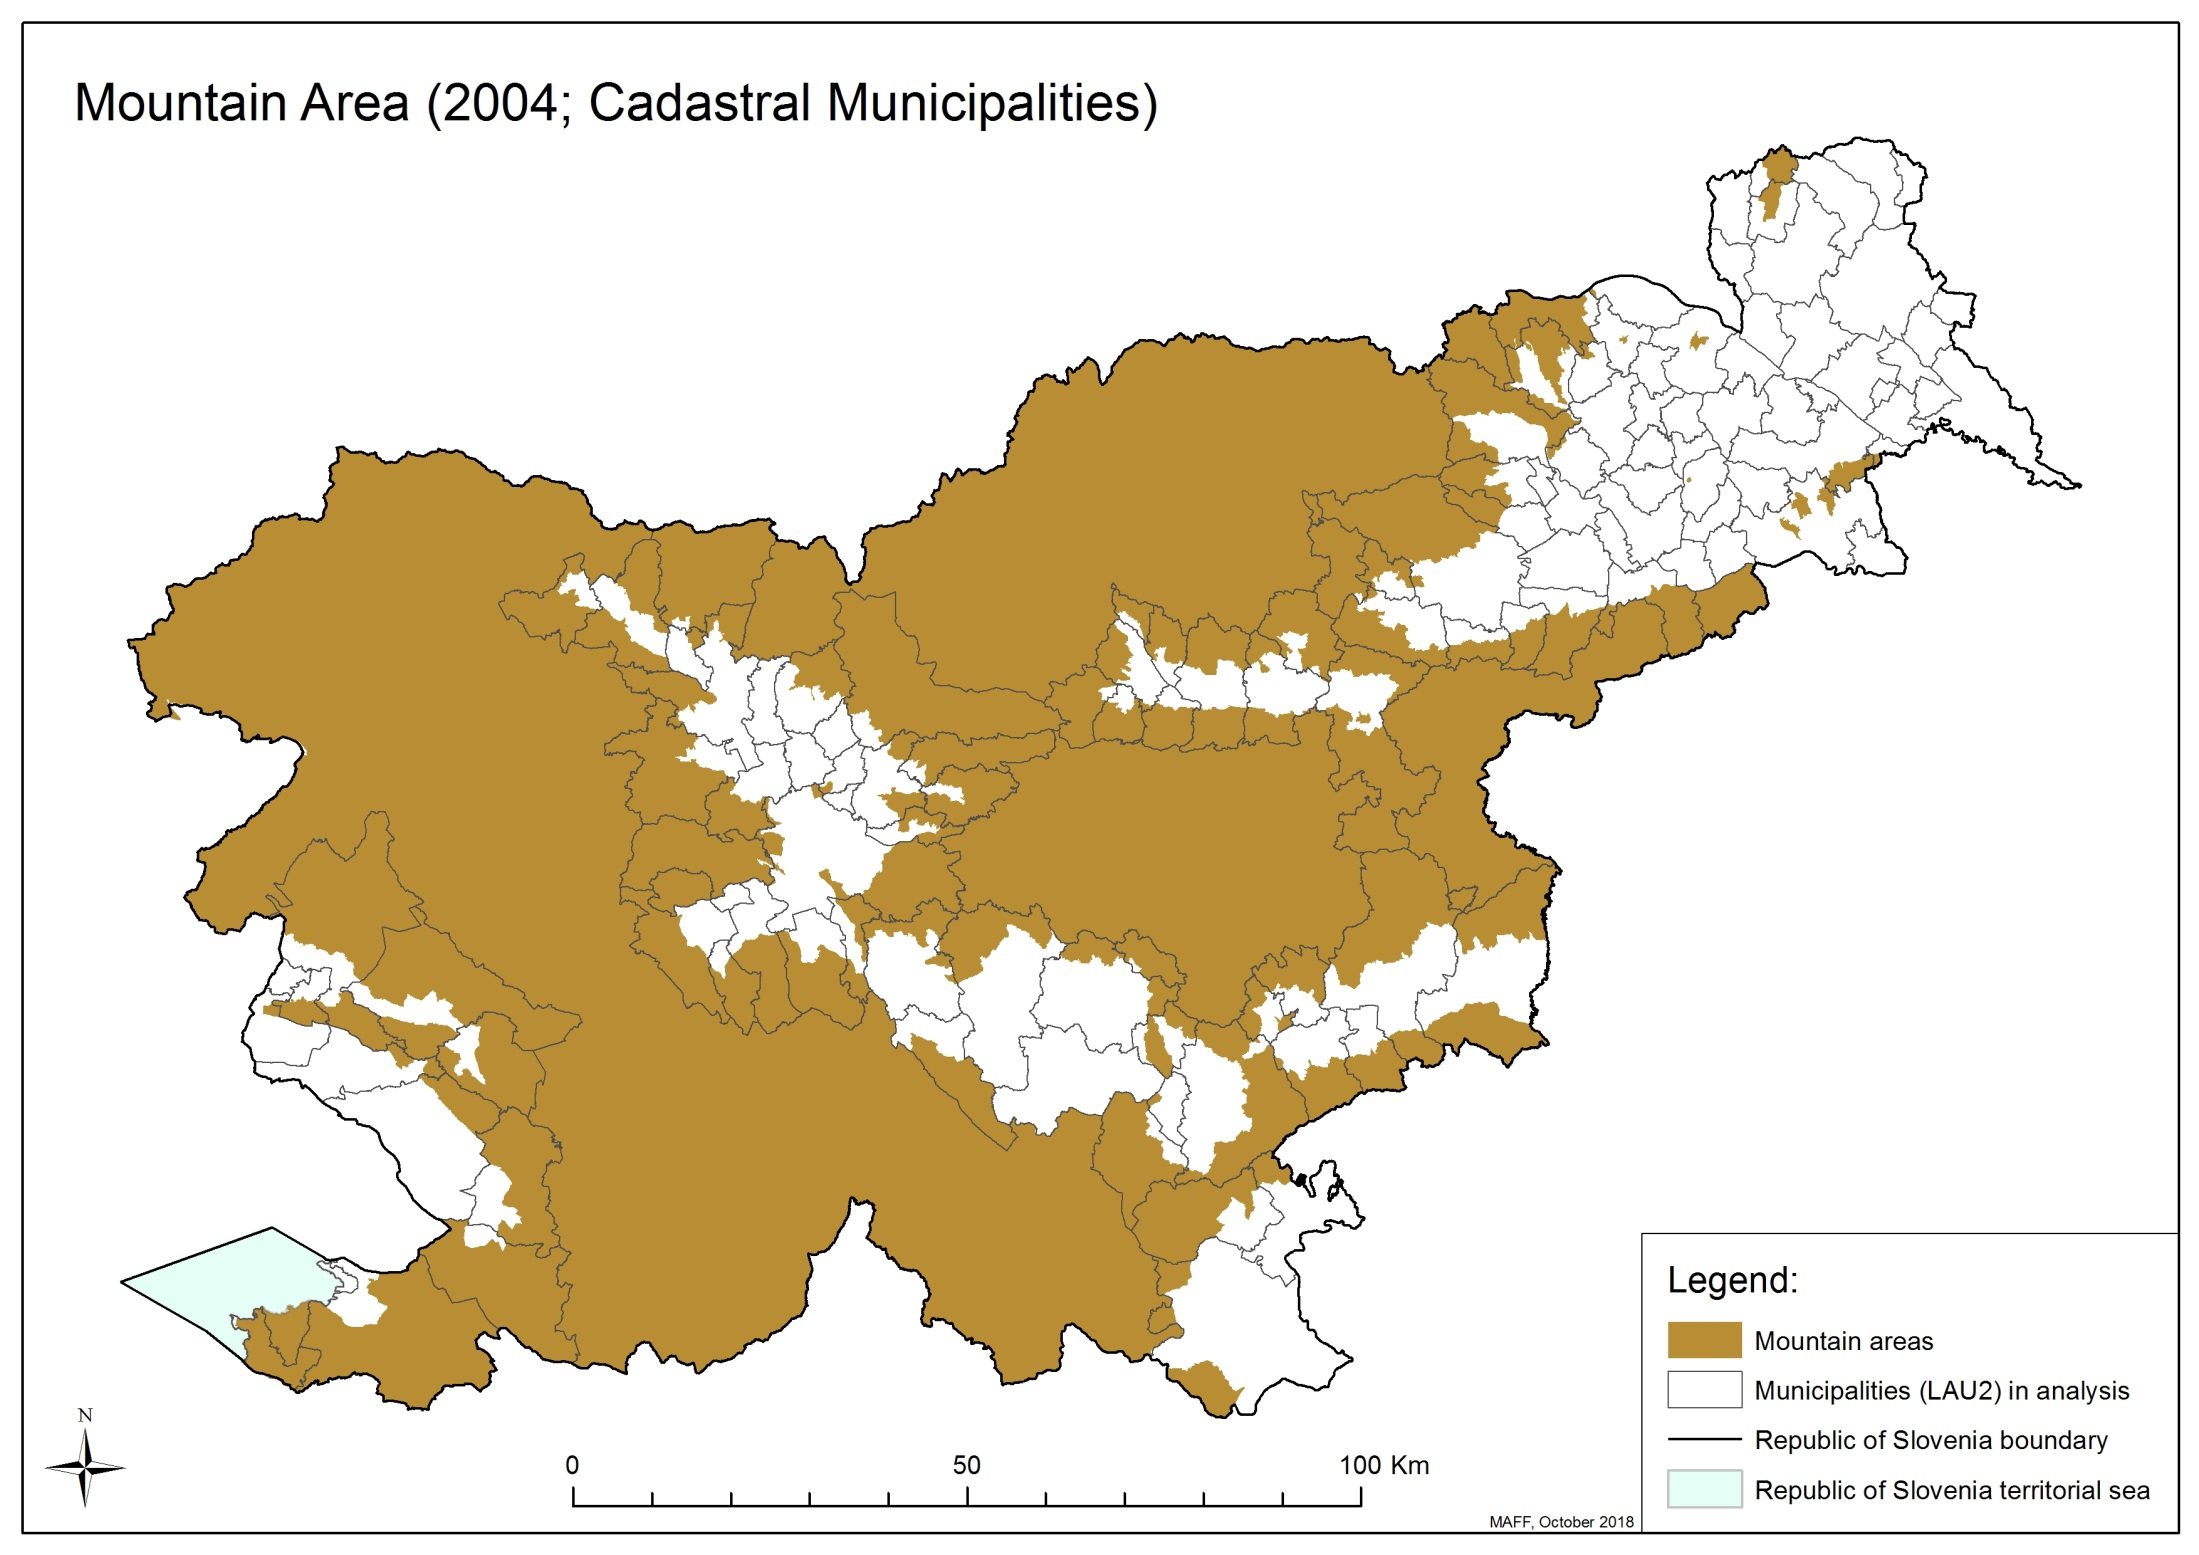 Mountain Area (2004; Cadastral Municipalities)
Legend:
Mountain areas
Municipalities (LAU2) in analysis
Republic of Slovenia boundary
Republic of Slovenia territorial sea
N
0 50 100 Km
MAFF, October 2018